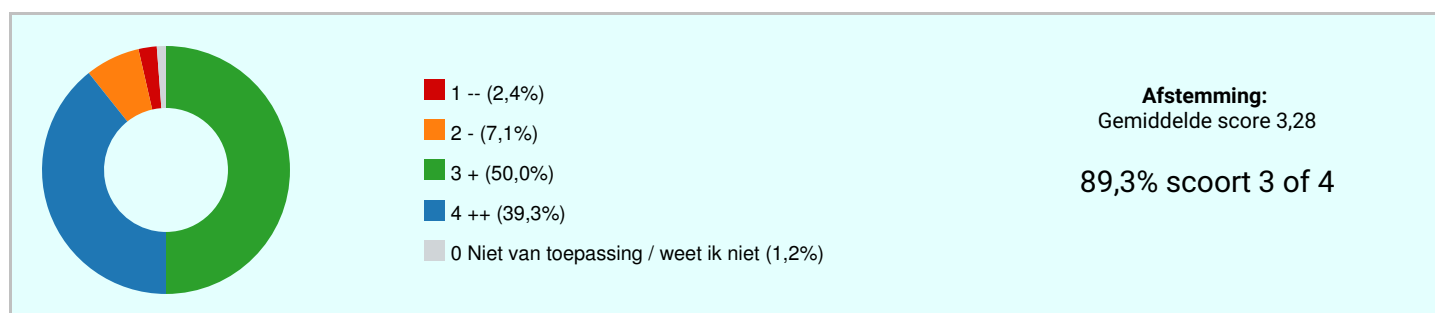 1 -- (2,4%)
2 - (7,1%)
3 + (50,0%)
4 ++ (39,3%)
0 Niet van toepassing / weet ik niet (1,2%)
Afstemming:
Gemiddelde score 3,28
89,3% scoort 3 of 4